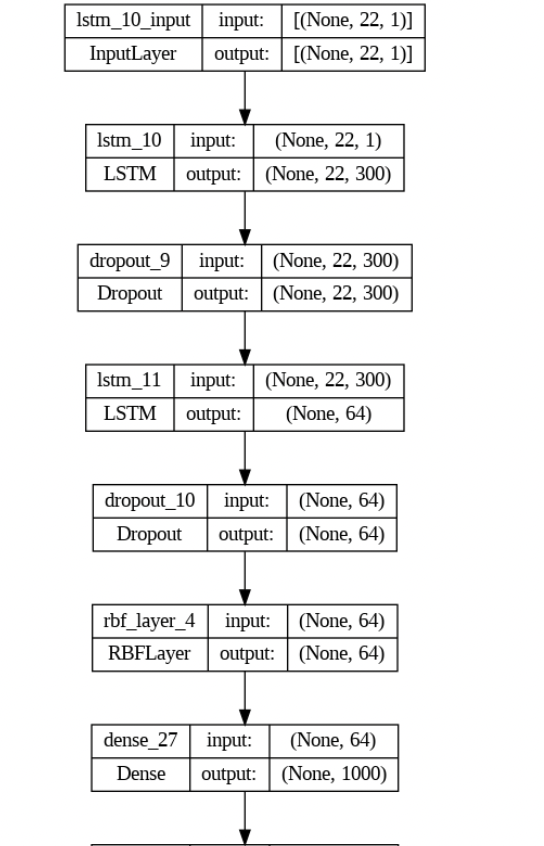 lstm_10_input input: [(None, 22, 1)]
InputLayer output: [(None, 22, 1)]
lstm_10 input: (None, 22, 1)
LSTM output: (None, 22, 300)
dropout_9 input: (None, 22, 300)
Dropout output: (None, 22, 300)
lstm_11 input: (None, 22, 300)
LSTM output: (None, 64)
dropout_10 input: (None, 64)
Dropout output: (None, 64)
rbf_layer_4 input: (None, 64)
RBFLayer output: (None, 64)
dense_27 input: (None, 64)
Dense output: (None, 1000)